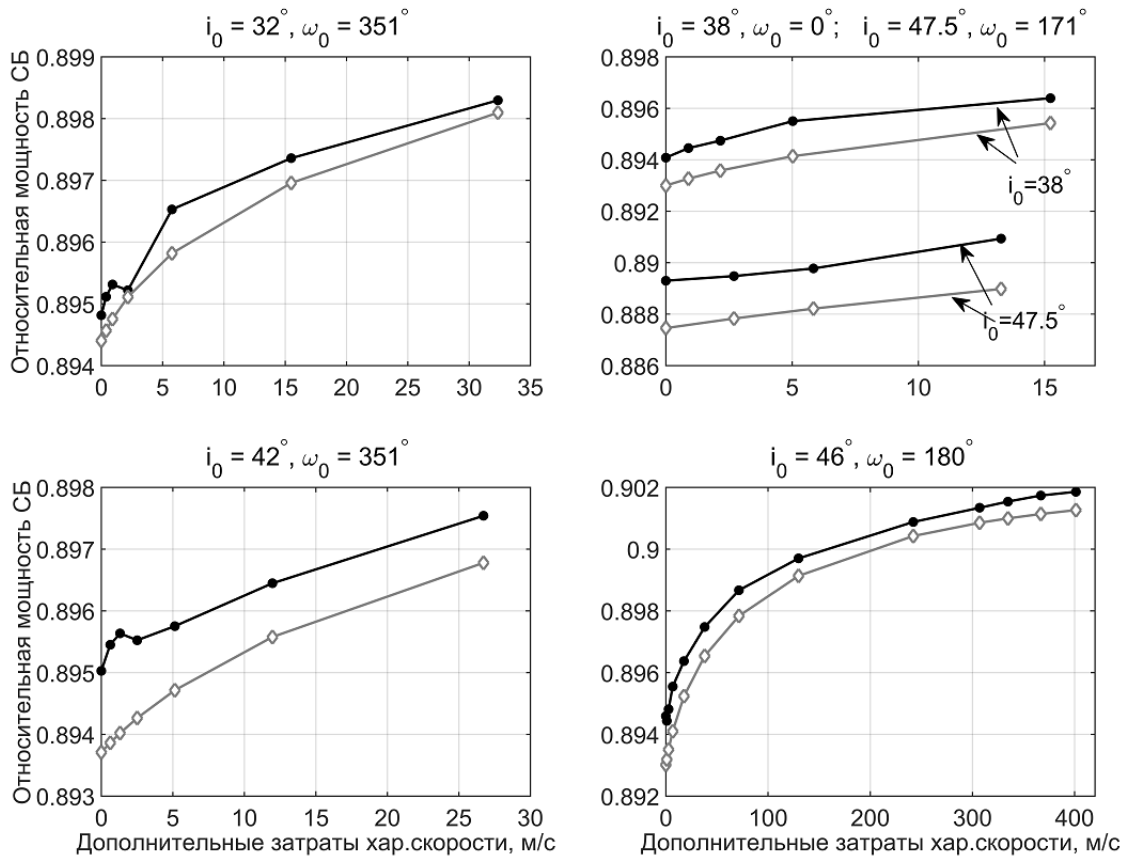 i₀ = 32°, ω₀ = 351°
Относительная мощность СБ
0.899
0.898
0.897
0.896
0.895
0.894
0 5 10 15 20 25 30 35
i₀ = 38°, ω₀ = 0° ; i₀ = 47.5°, ω₀ = 171°
0.898
0.896
0.894
0.892
0.89
0.888
0.886
i₀=38°
i₀=47.5°
0 5 10 15
i₀ = 42°, ω₀ = 351°
Относительная мощность СБ
0.898
0.897
0.896
0.895
0.894
0.893
0 5 10 15 20 25 30
Дополнительные затраты хар.скорости, м/с
i₀ = 46°, ω₀ = 180°
0.902
0.9
0.898
0.896
0.894
0.892
0 100 200 300 400
Дополнительные затраты хар.скорости, м/с